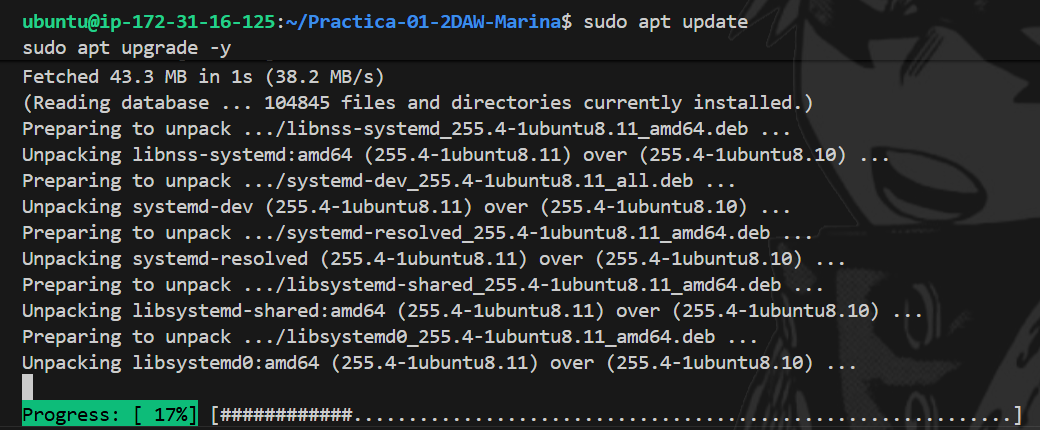 ubuntu@ip-172-31-16-125:~/Practica-01-2DAW-Marina$ sudo apt update
sudo apt upgrade -y
Fetched 43.3 MB in 1s (38.2 MB/s)
(Reading database ... 104845 files and directories currently installed.)
Preparing to unpack .../libnss-systemd_255.4-1ubuntu8.11_amd64.deb ...
Unpacking libnss-systemd:amd64 (255.4-1ubuntu8.11) over (255.4-1ubuntu8.10) ...
Preparing to unpack .../systemd-dev_255.4-1ubuntu8.11_all.deb ...
Unpacking systemd-dev (255.4-1ubuntu8.11) over (255.4-1ubuntu8.10) ...
Preparing to unpack .../systemd-resolved_255.4-1ubuntu8.11_amd64.deb ...
Unpacking systemd-resolved (255.4-1ubuntu8.11) over (255.4-1ubuntu8.10) ...
Preparing to unpack .../libsystemd-shared_255.4-1ubuntu8.11_amd64.deb ...
Unpacking libsystemd-shared:amd64 (255.4-1ubuntu8.11) over (255.4-1ubuntu8.10) ...
Preparing to unpack .../libsystemd0_255.4-1ubuntu8.11_amd64.deb ...
Unpacking libsystemd0:amd64 (255.4-1ubuntu8.11) over (255.4-1ubuntu8.10) ...
Progress: [ 17%] [############............................................................]